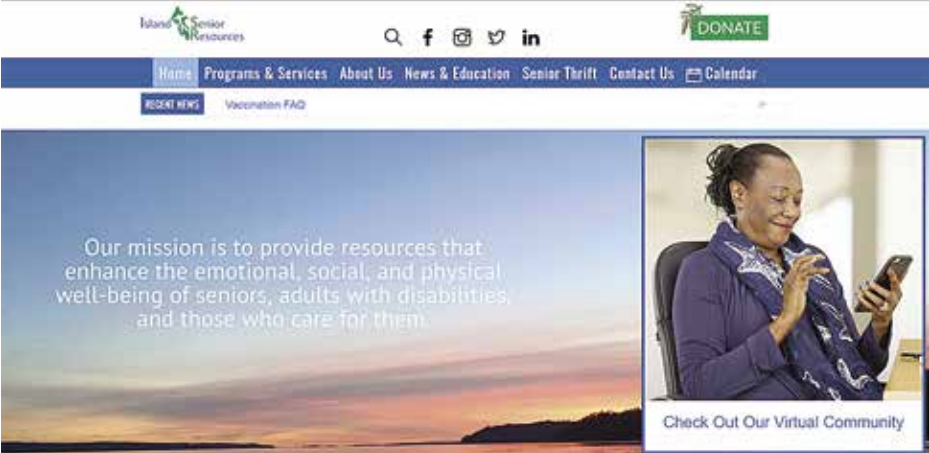 Island Senior
Resources
DONATE
Home Programs & Services About Us News & Education Senior Thrift Contact Us Calendar
RECENT NEWS Vaccination FAQ
Our mission is to provide resources that
enhance the emotional, social, and physical
well-being of seniors, adults with disabilities,
and those who care for them.
Check Out Our Virtual Community